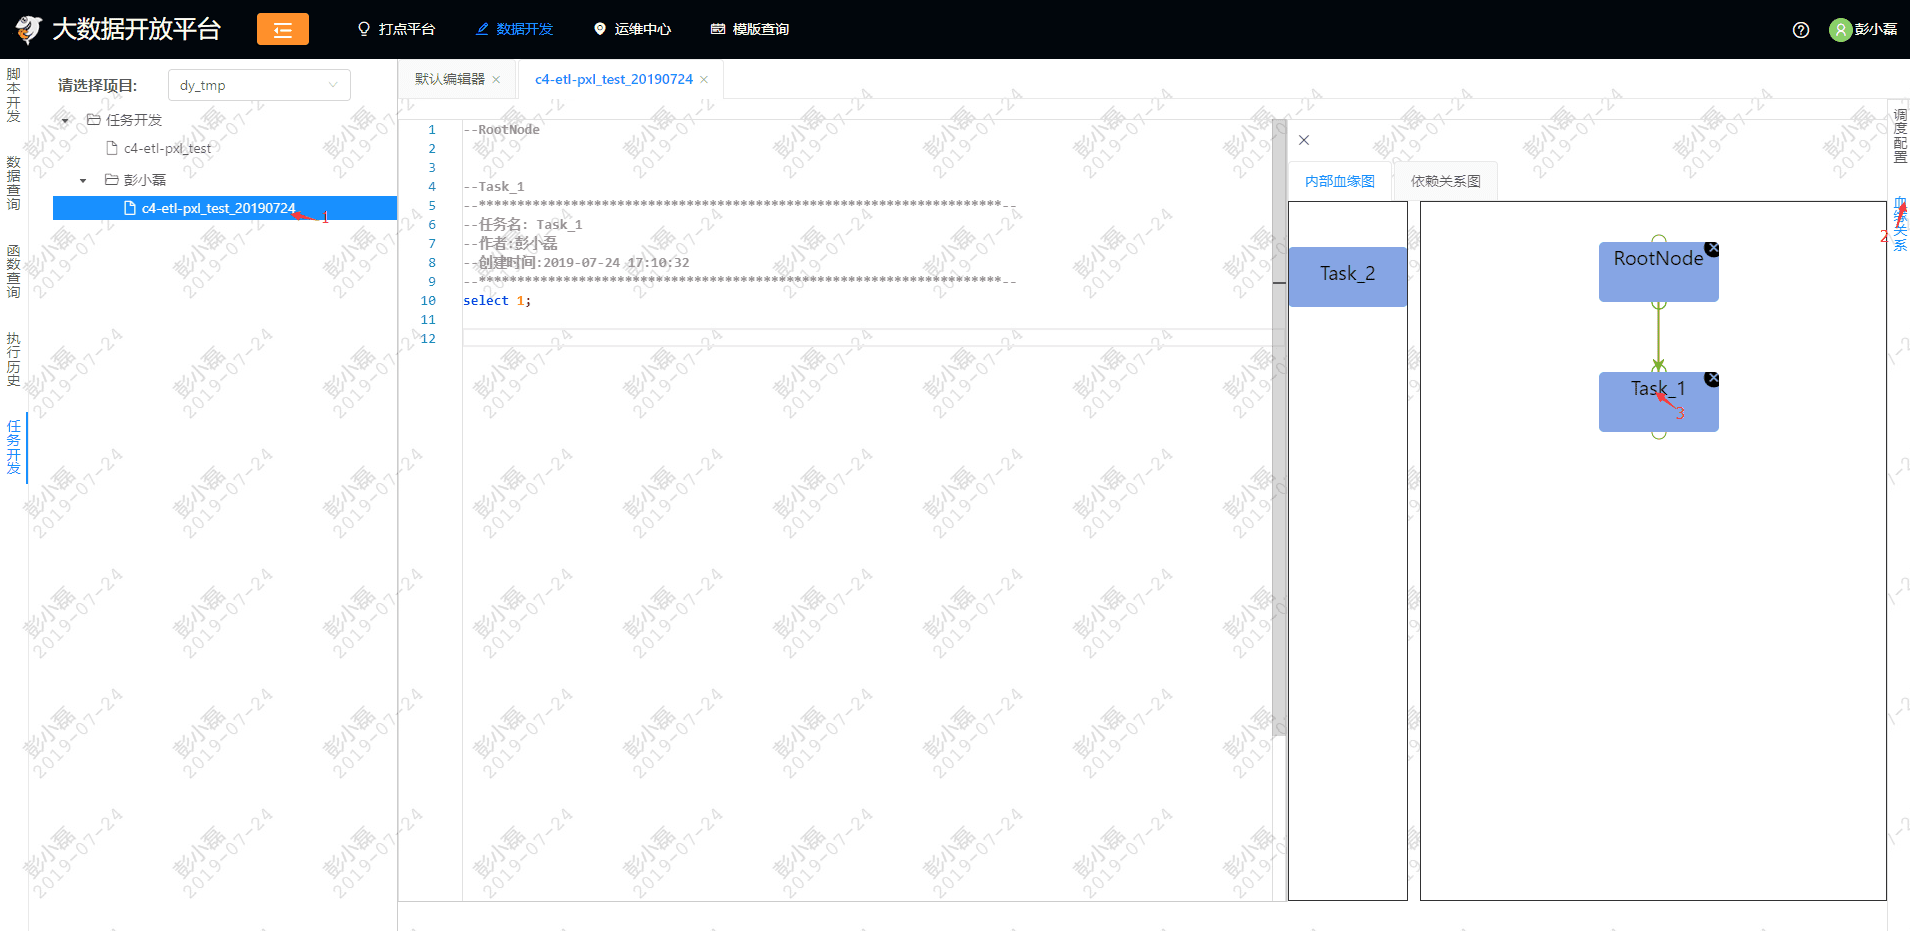 大数据开放平台
打点平台
数据开发
运维中心
模版查询
彭小磊
脚本开发
数据查询
函数查询
执行历史
任务开发
请选择项目:
dy_tmp
任务开发
c4-etl-pxl_test
彭小磊
c4-etl-pxl_test_20190724
1
默认编辑器
c4-etl-pxl_test_20190724
1 --RootNode
2
3
4 --Task_1
5 --********************************************************************--
6 --任务名: Task_1
7 --作者:彭小磊
8 --创建时间:2019-07-24 17:10:32
9 --********************************************************************--
10 select 1;
11
12
内部血缘图
依赖关系图
Task_2
RootNode
Task_1
3
调度配置
血缘关系
2
彭小磊
2019-07-24